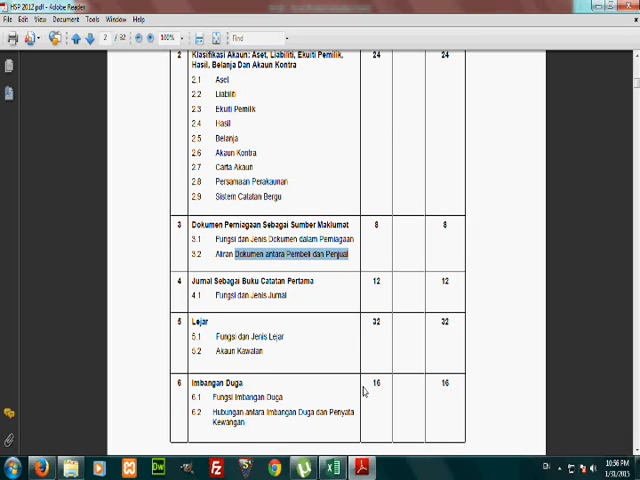 HSP 2012.pdf - Adobe Reader
File Edit View Document Tools Window Help
2 / 32 100% Find
2 Klasifikasi Akaun: Aset, Liabiliti, Ekuiti Pemilik, 24 24
Hasil, Belanja Dan Akaun Kontra
2.1 Aset
2.2 Liabiliti
2.3 Ekuiti Pemilik
2.4 Hasil
2.5 Belanja
2.6 Akaun Kontra
2.7 Carta Akaun
2.8 Persamaan Perakaunan
2.9 Sistem Catatan Bergu
3 Dokumen Perniagaan Sebagai Sumber Maklumat 8 8
3.1 Fungsi dan Jenis Dokumen dalam Perniagaan
3.2 Aliran Dokumen antara Pembeli dan Penjual
4 Jurnal Sebagai Buku Catatan Pertama 12 12
4.1 Fungsi dan Jenis Jurnal
5 Lejar 32 32
5.1 Fungsi dan Jenis Lejar
5.2 Akaun Kawalan
6 Imbangan Duga 16 16
6.1 Fungsi Imbangan Duga
6.2 Hubungan antara Imbangan Duga dan Penyata
Kewangan
Dw
EN
10:56 PM
1/31/2015